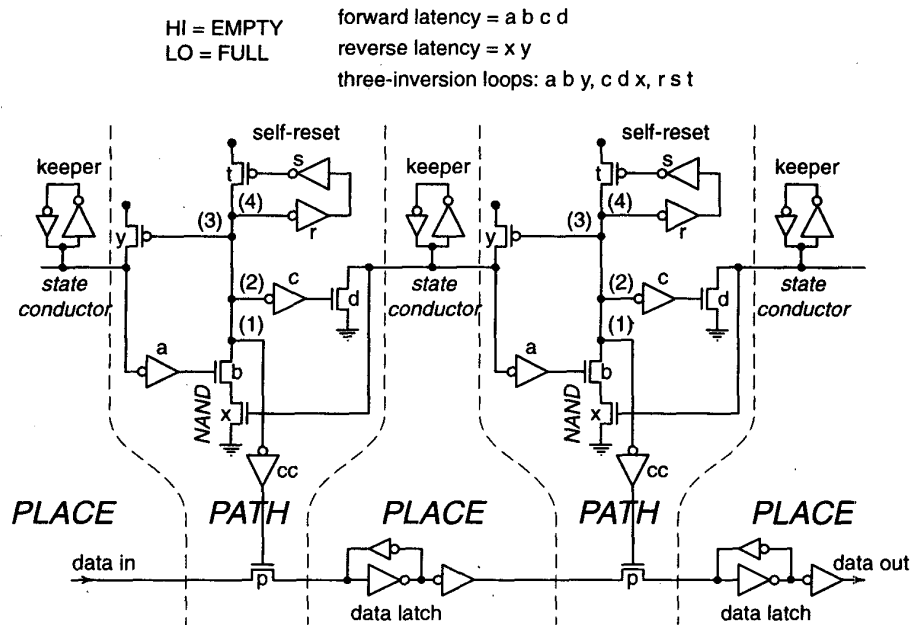 HI = EMPTY
LO = FULL
forward latency = a b c d
reverse latency = x y
three-inversion loops: a b y, c d x, r s t
self-reset
self-reset
keeper
keeper
keeper
s
s
t
t
(4)
(4)
r
r
y
(3)
y
(3)
(2)
c
(2)
c
state
conductor
d
state
conductor
d
state
conductor
(1)
(1)
a
b
a
b
NAND
x
NAND
x
cc
cc
PLACE
PATH
PLACE
PATH
PLACE
data in
p
p
data out
data latch
data latch